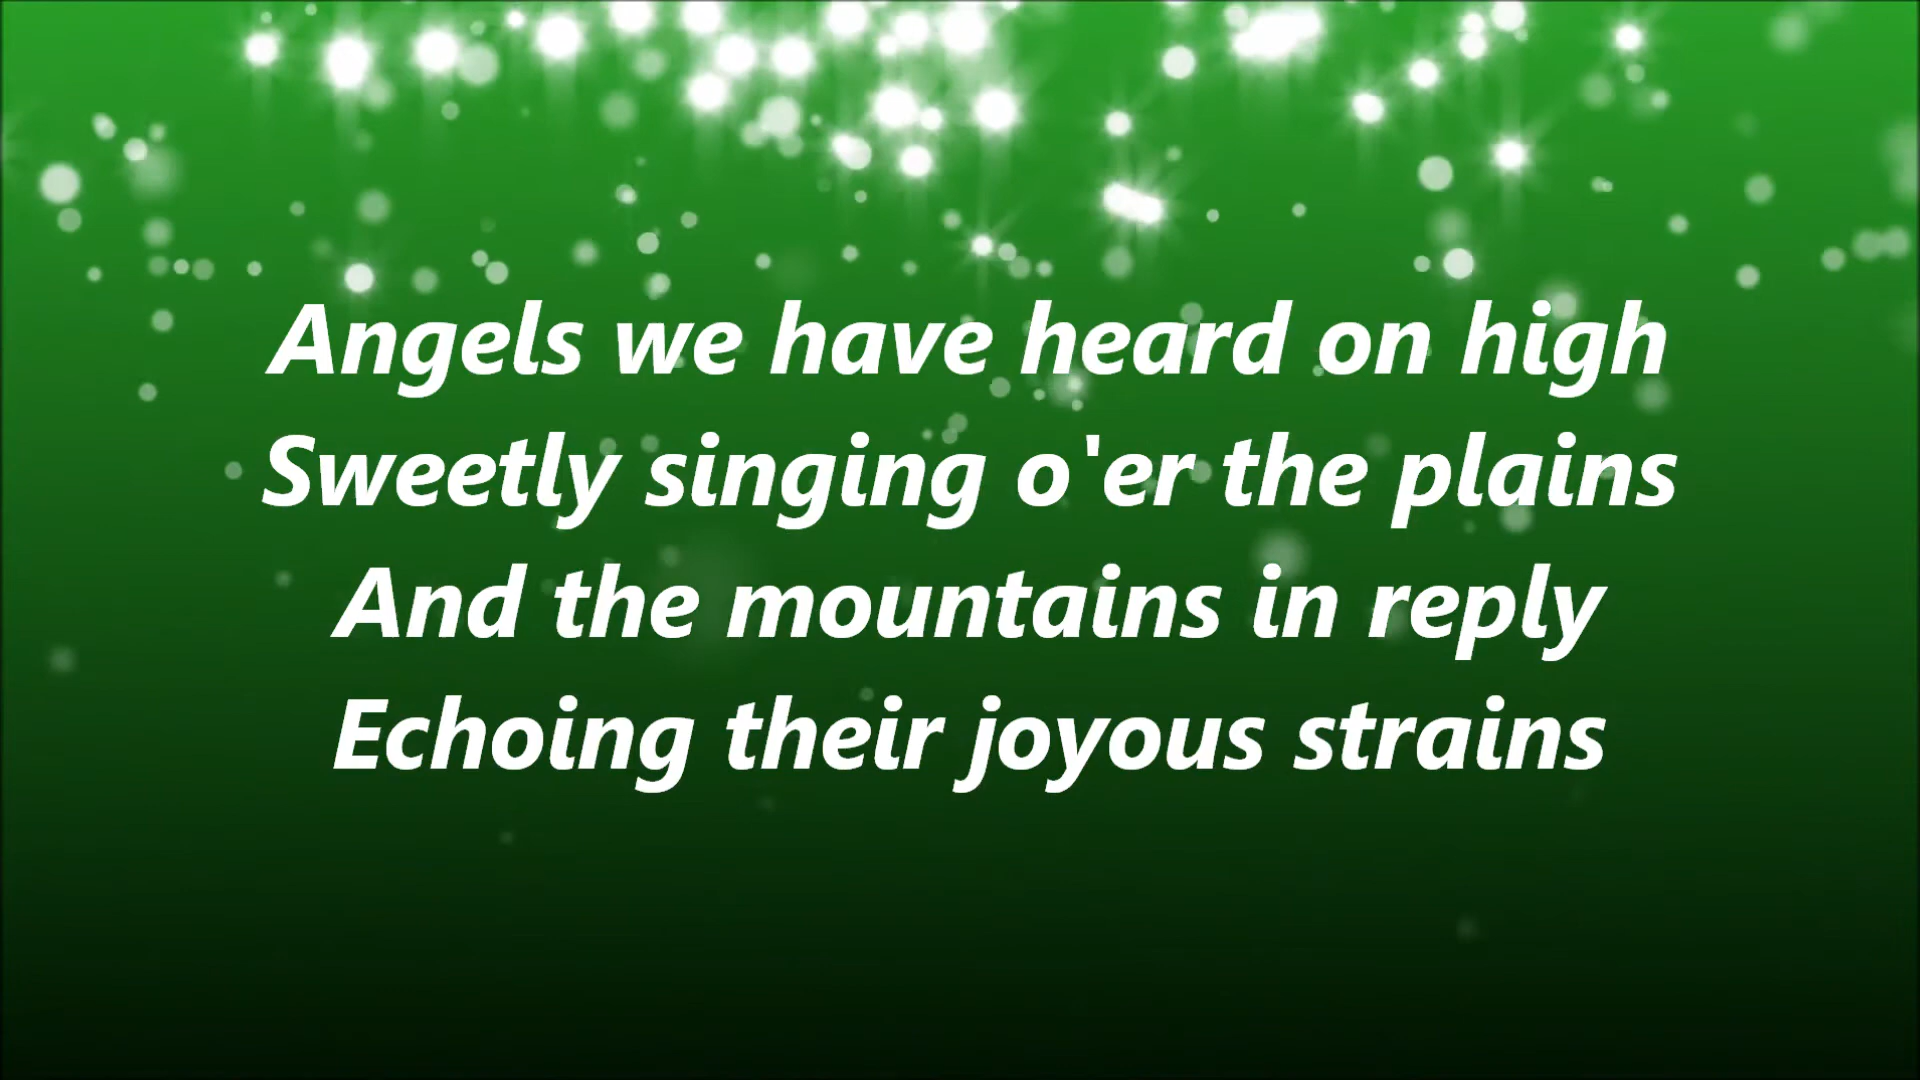 Angels we have heard on high
Sweetly singing o'er the plains
And the mountains in reply
Echoing their joyous strains